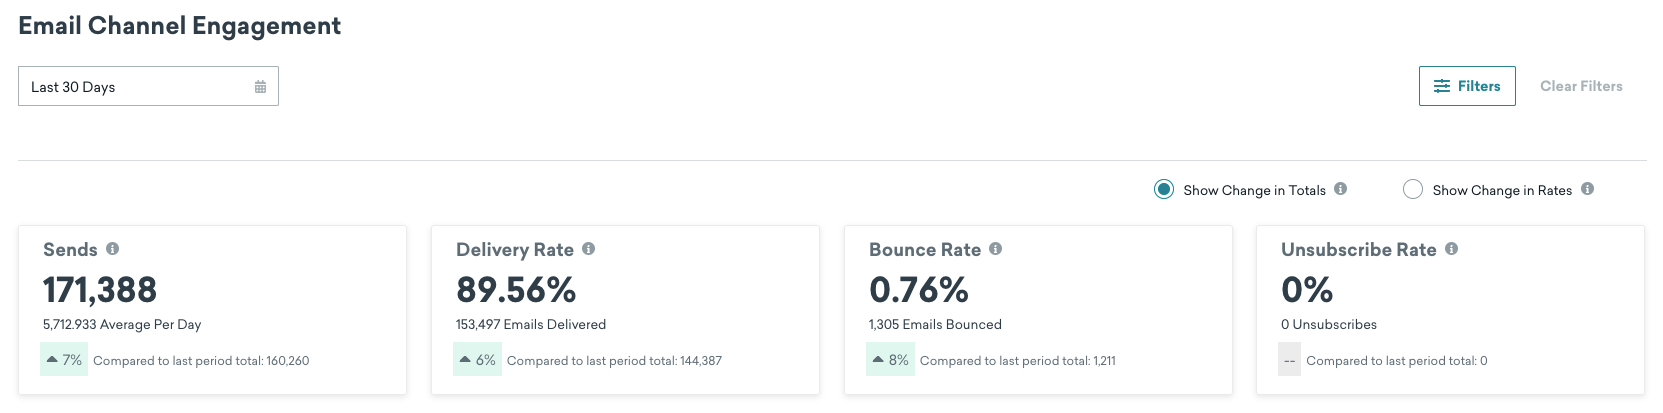 Email Channel Engagement
Last 30 Days
Filters
Clear Filters
Show Change in Totals
Show Change in Rates
Sends
171,388
5,712.933 Average Per Day
7% Compared to last period total: 160,260
Delivery Rate
89.56%
153,497 Emails Delivered
6% Compared to last period total: 144,387
Bounce Rate
0.76%
1,305 Emails Bounced
8% Compared to last period total: 1,211
Unsubscribe Rate
0%
0 Unsubscribes
-- Compared to last period total: 0